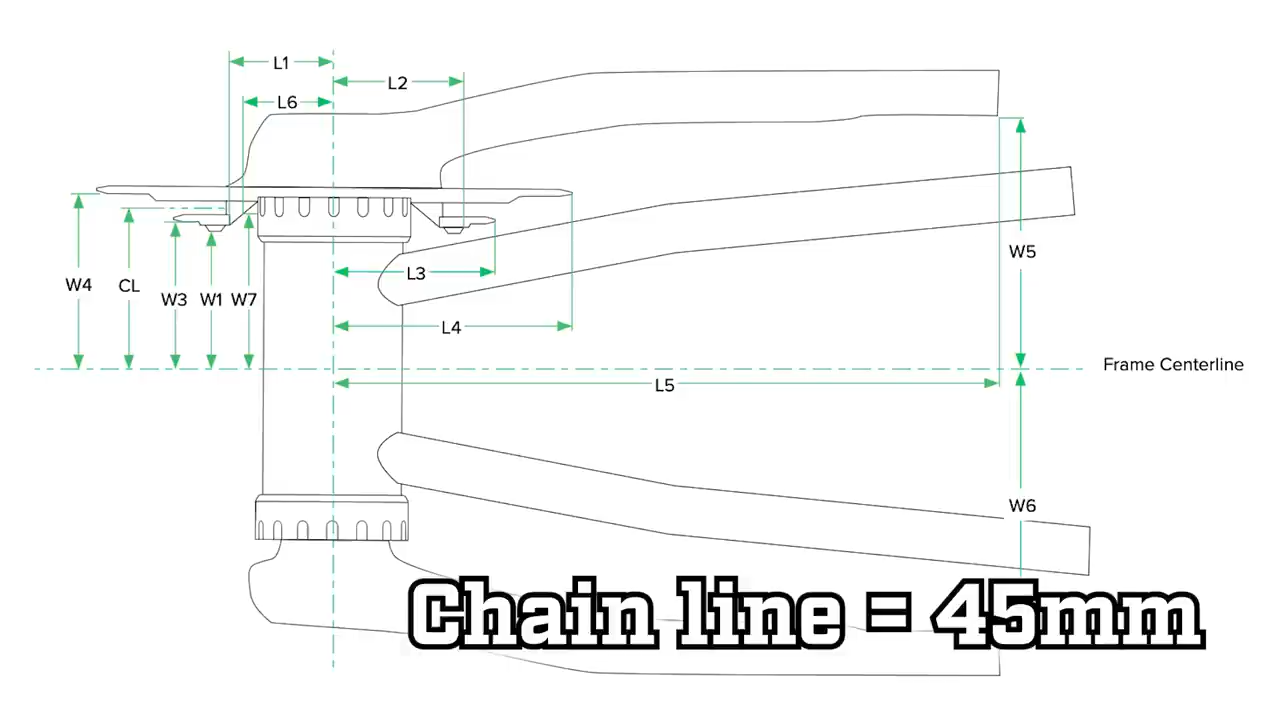 L1
L2
L6
L3
L4
W4
CL
W3
W1
W7
W5
Frame Centerline
L5
W6
Chain line = 45mm